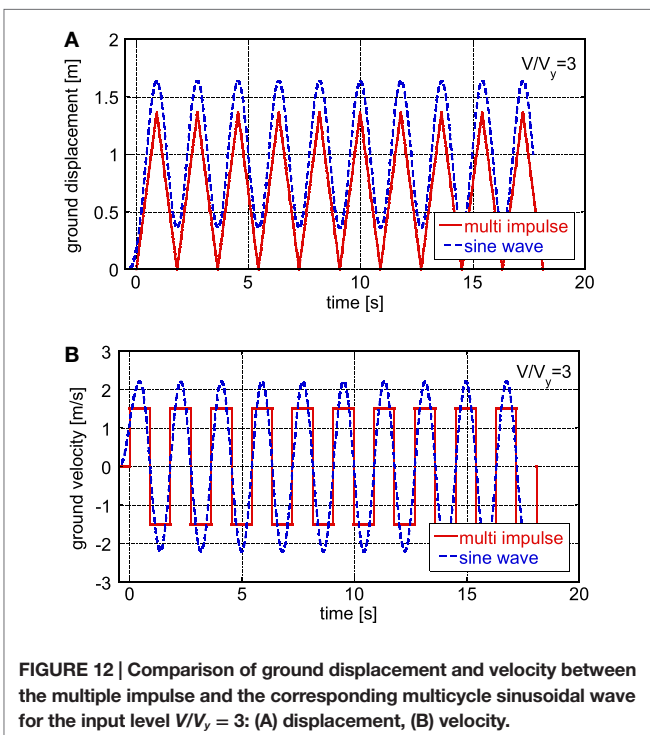 A
2
1.5
1
0.5
0
ground displacement [m]
V/Vy=3
multi impulse
sine wave
0 5 10 15 20
time [s]
B
3
2
1
0
-1
-2
-3
ground velocity [m/s]
V/Vy=3
multi impulse
sine wave
0 5 10 15 20
time [s]
FIGURE 12 | Comparison of ground displacement and velocity between
the multiple impulse and the corresponding multicycle sinusoidal wave
for the input level V/Vy = 3: (A) displacement, (B) velocity.